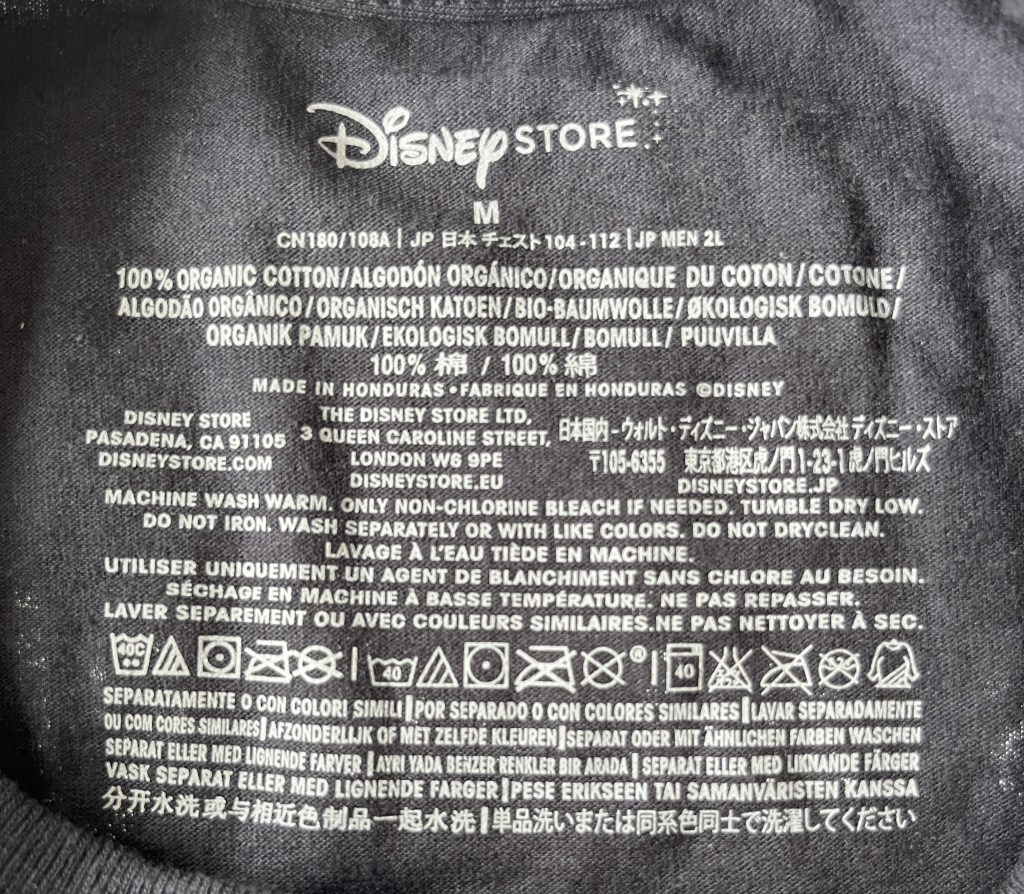 DISNEY STORE
M
CN180/108A | JP 日本 チェスト 104 - 112 | JP MEN 2L
100% ORGANIC COTTON/ALGODÓN ORGÁNICO/ORGANIQUE DU COTON/COTONE/
ALGODÃO ORGÂNICO/ORGANISCH KATOEN/BIO-BAUMWOLLE/ØKOLOGISK BOMULD/
ORGANIK PAMUK/EKOLOGISK BOMULL/BOMULL/PUUVILLA
100% 棉 / 100% 綿
MADE IN HONDURAS • FABRIQUE EN HONDURAS ©DISNEY
DISNEY STORE
PASADENA, CA 91105
DISNEYSTORE.COM
THE DISNEY STORE LTD,
3 QUEEN CAROLINE STREET,
LONDON W6 9PE
DISNEYSTORE.EU
日本国内-ウォルト・ディズニー・ジャパン株式会社 ディズニー・ストア
〒105-6355 東京都港区虎ノ門1-23-1虎ノ門ヒルズ
DISNEYSTORE.JP
MACHINE WASH WARM. ONLY NON-CHLORINE BLEACH IF NEEDED. TUMBLE DRY LOW.
DO NOT IRON. WASH SEPARATELY OR WITH LIKE COLORS. DO NOT DRYCLEAN.
LAVAGE À L'EAU TIÈDE EN MACHINE.
UTILISER UNIQUEMENT UN AGENT DE BLANCHIMENT SANS CHLORE AU BESOIN.
SÉCHAGE EN MACHINE À BASSE TEMPÉRATURE. NE PAS REPASSER.
LAVER SEPAREMENT OU AVEC COULEURS SIMILAIRES.NE PAS NETTOYER À SEC.
40C | 40 ® | 40
SEPARATAMENTE O CON COLORI SIMILI | POR SEPARADO O CON COLORES SIMILARES | LAVAR SEPARADAMENTE
OU COM CORES SIMILARES | AFZONDERLIJK OF MET ZELFDE KLEUREN | SEPARAT ODER MIT ÄHNLICHEN FARBEN WASCHEN
SEPARAT ELLER MED LIGNENDE FARVER | AYRI YADA BENZER RENKLER BIR ARADA | SEPARAT ELLER MED LIKNANDE FÄRGER
VASK SEPARAT ELLER MED LIGNENDE FARGER | PESE ERIKSEEN TAI SAMANVÄRISTEN KANSSA
分开水洗或与相近色制品一起水洗 | 単品洗いまたは同系色同士で洗濯してください